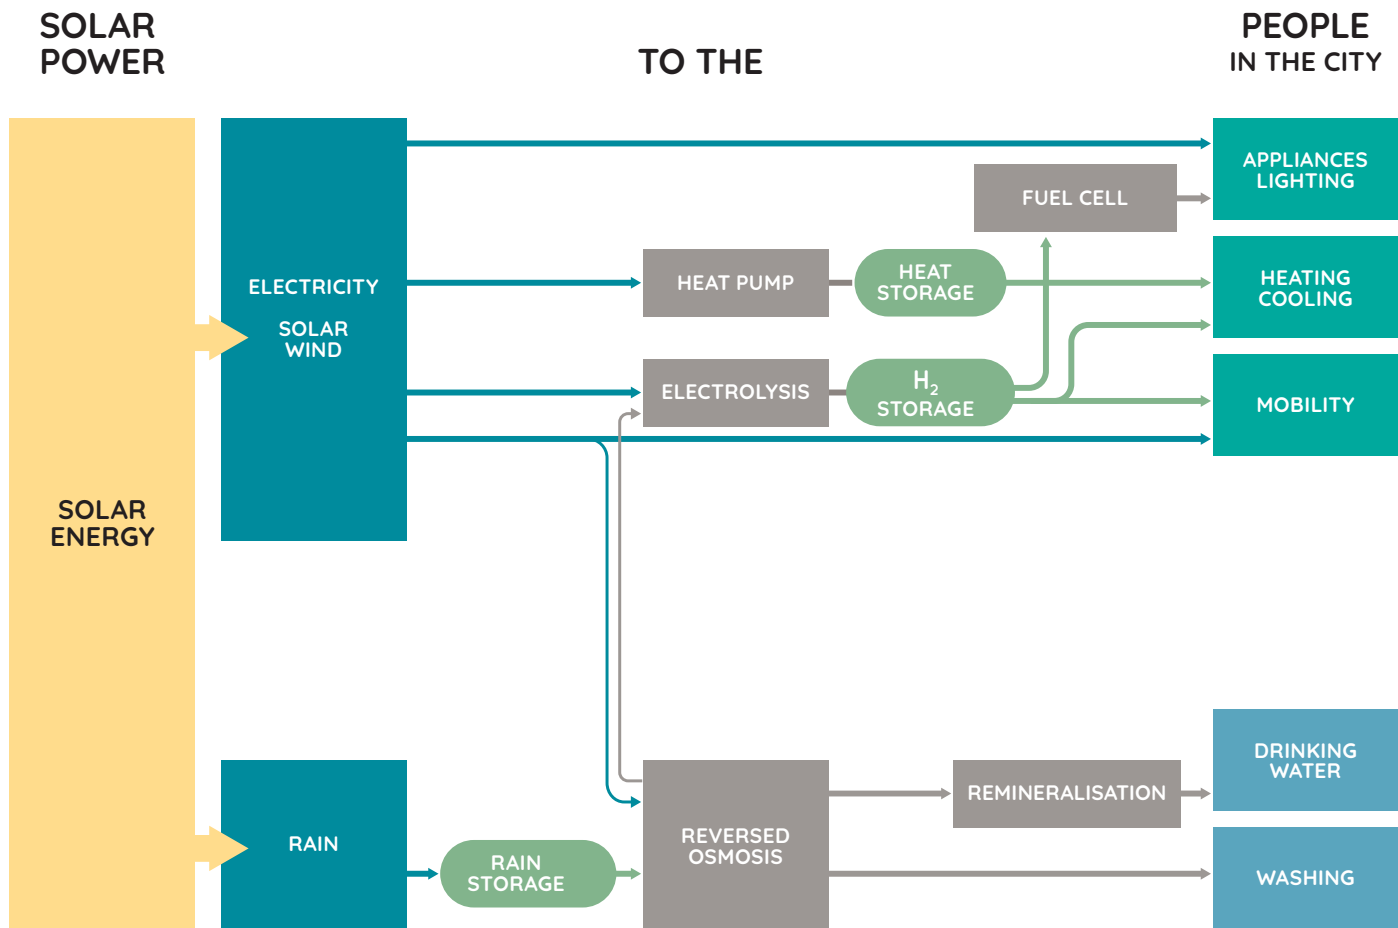 SOLAR
POWER
TO THE
PEOPLE
IN THE CITY
SOLAR
ENERGY
ELECTRICITY
SOLAR
WIND
RAIN
RAIN
STORAGE
HEAT PUMP
HEAT
STORAGE
ELECTROLYSIS
H₂
STORAGE
FUEL CELL
REVERSED
OSMOSIS
REMINERALISATION
APPLIANCES
LIGHTING
HEATING
COOLING
MOBILITY
DRINKING
WATER
WASHING